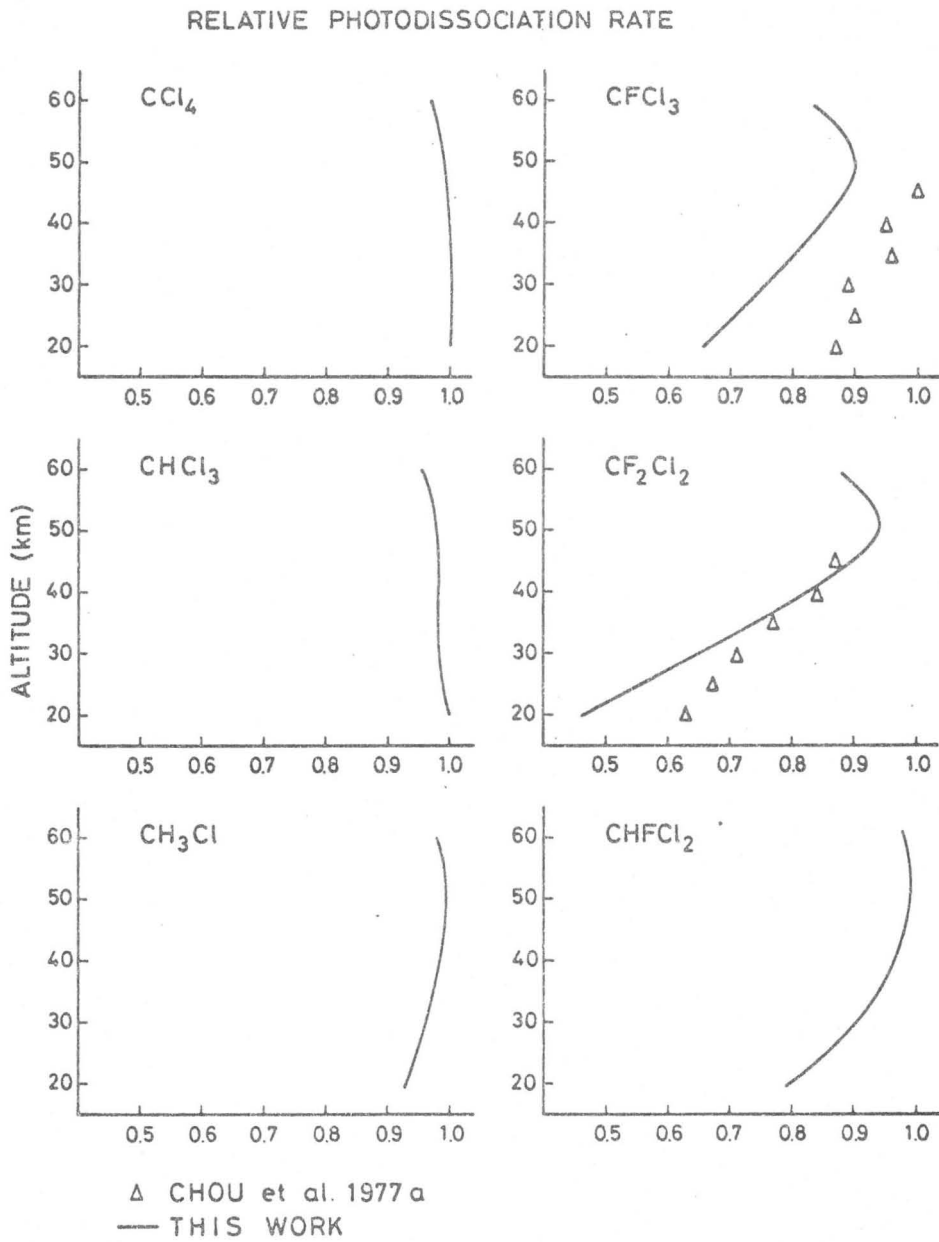 RELATIVE PHOTODISSOCIATION RATE
CCl4
60
50
40
30
20
0.5 0.6 0.7 0.8 0.9 1.0
CFCl3
60
50
40
30
20
0.5 0.6 0.7 0.8 0.9 1.0
ALTITUDE (km)
CHCl3
60
50
40
30
20
0.5 0.6 0.7 0.8 0.9 1.0
CF2Cl2
60
50
40
30
20
0.5 0.6 0.7 0.8 0.9 1.0
CH3Cl
60
50
40
30
20
0.5 0.6 0.7 0.8 0.9 1.0
CHFCl2
60
50
40
30
20
0.5 0.6 0.7 0.8 0.9 1.0
Δ CHOU et al. 1977a
— THIS WORK